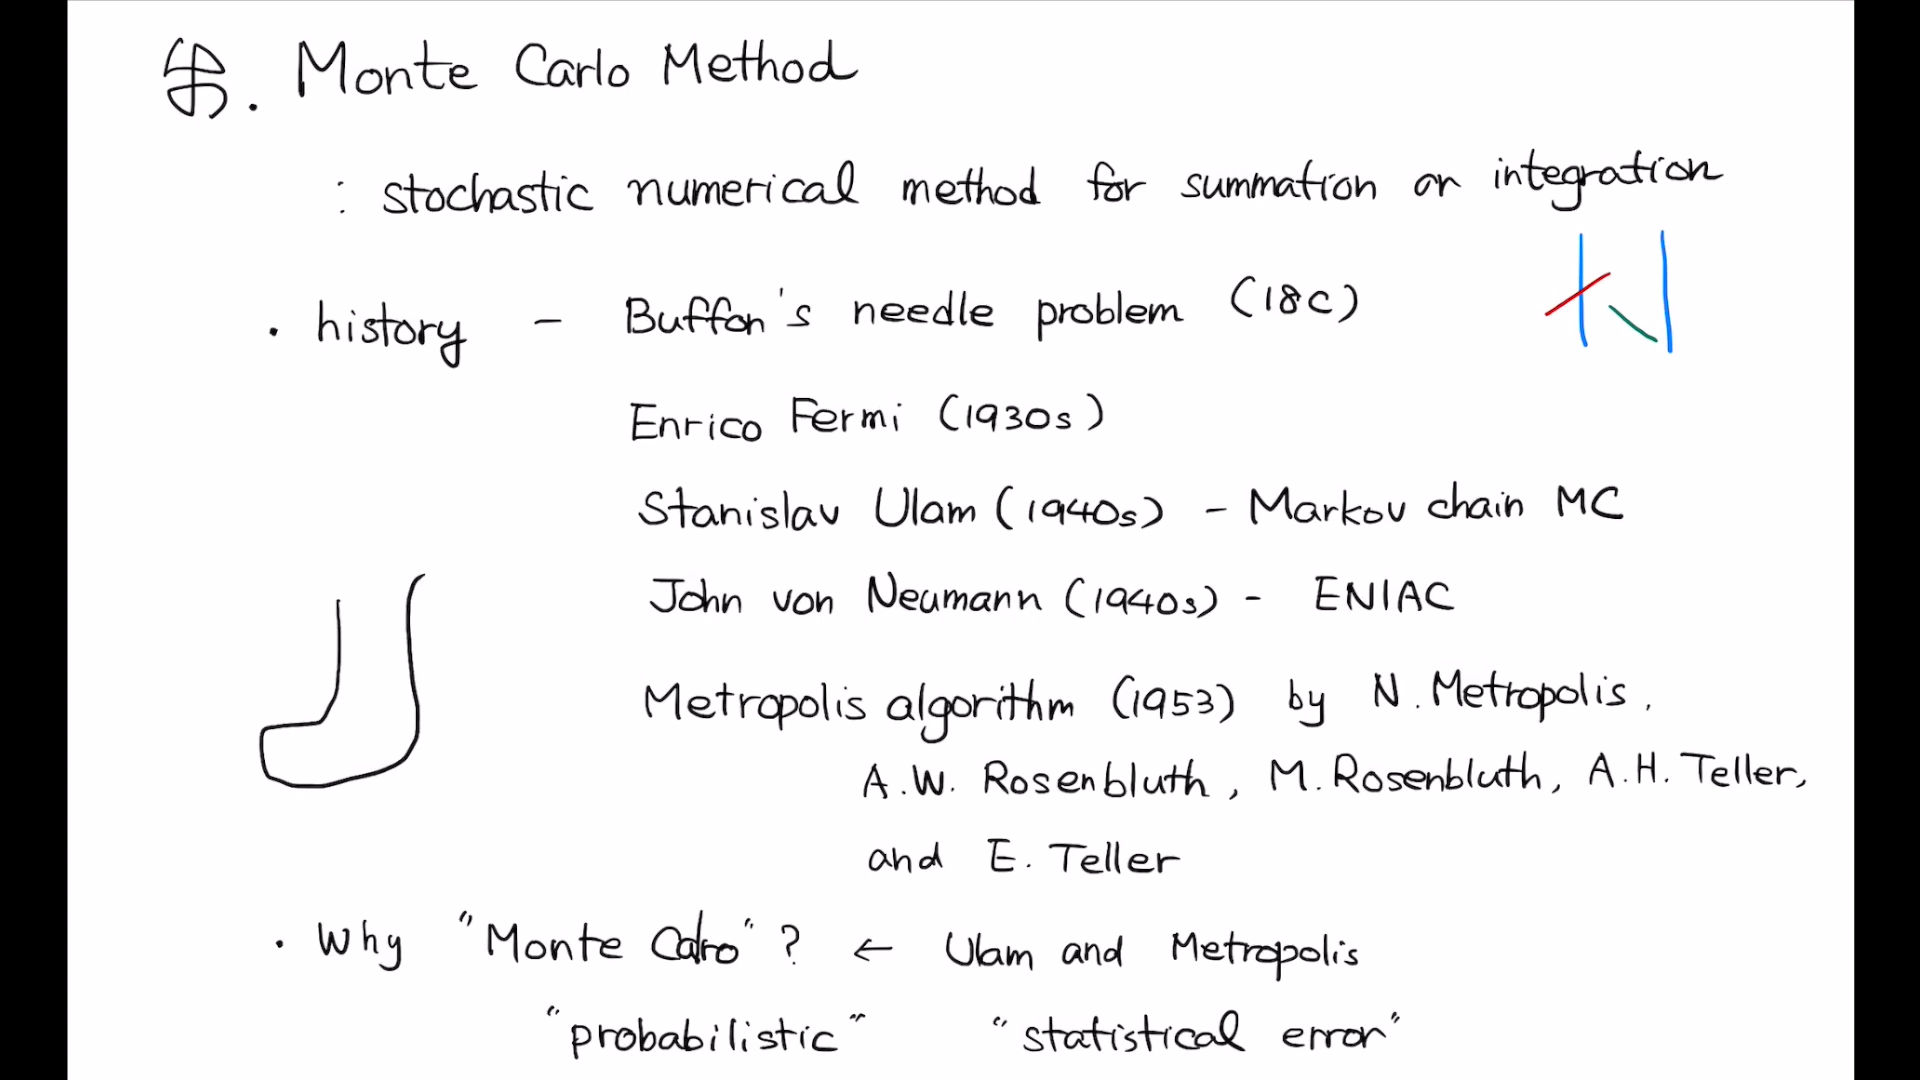 §. Monte Carlo Method
: stochastic numerical method for summation or integration
· history – Buffon's needle problem (18C)
Enrico Fermi (1930s)
Stanislav Ulam (1940s) – Markov chain MC
John von Neumann (1940s) – ENIAC
Metropolis algorithm (1953) by N. Metropolis,
A.W. Rosenbluth, M. Rosenbluth, A.H. Teller,
and E. Teller
· Why "Monte Calro"? ← Ulam and Metropolis
"probabilistic" "statistical error"